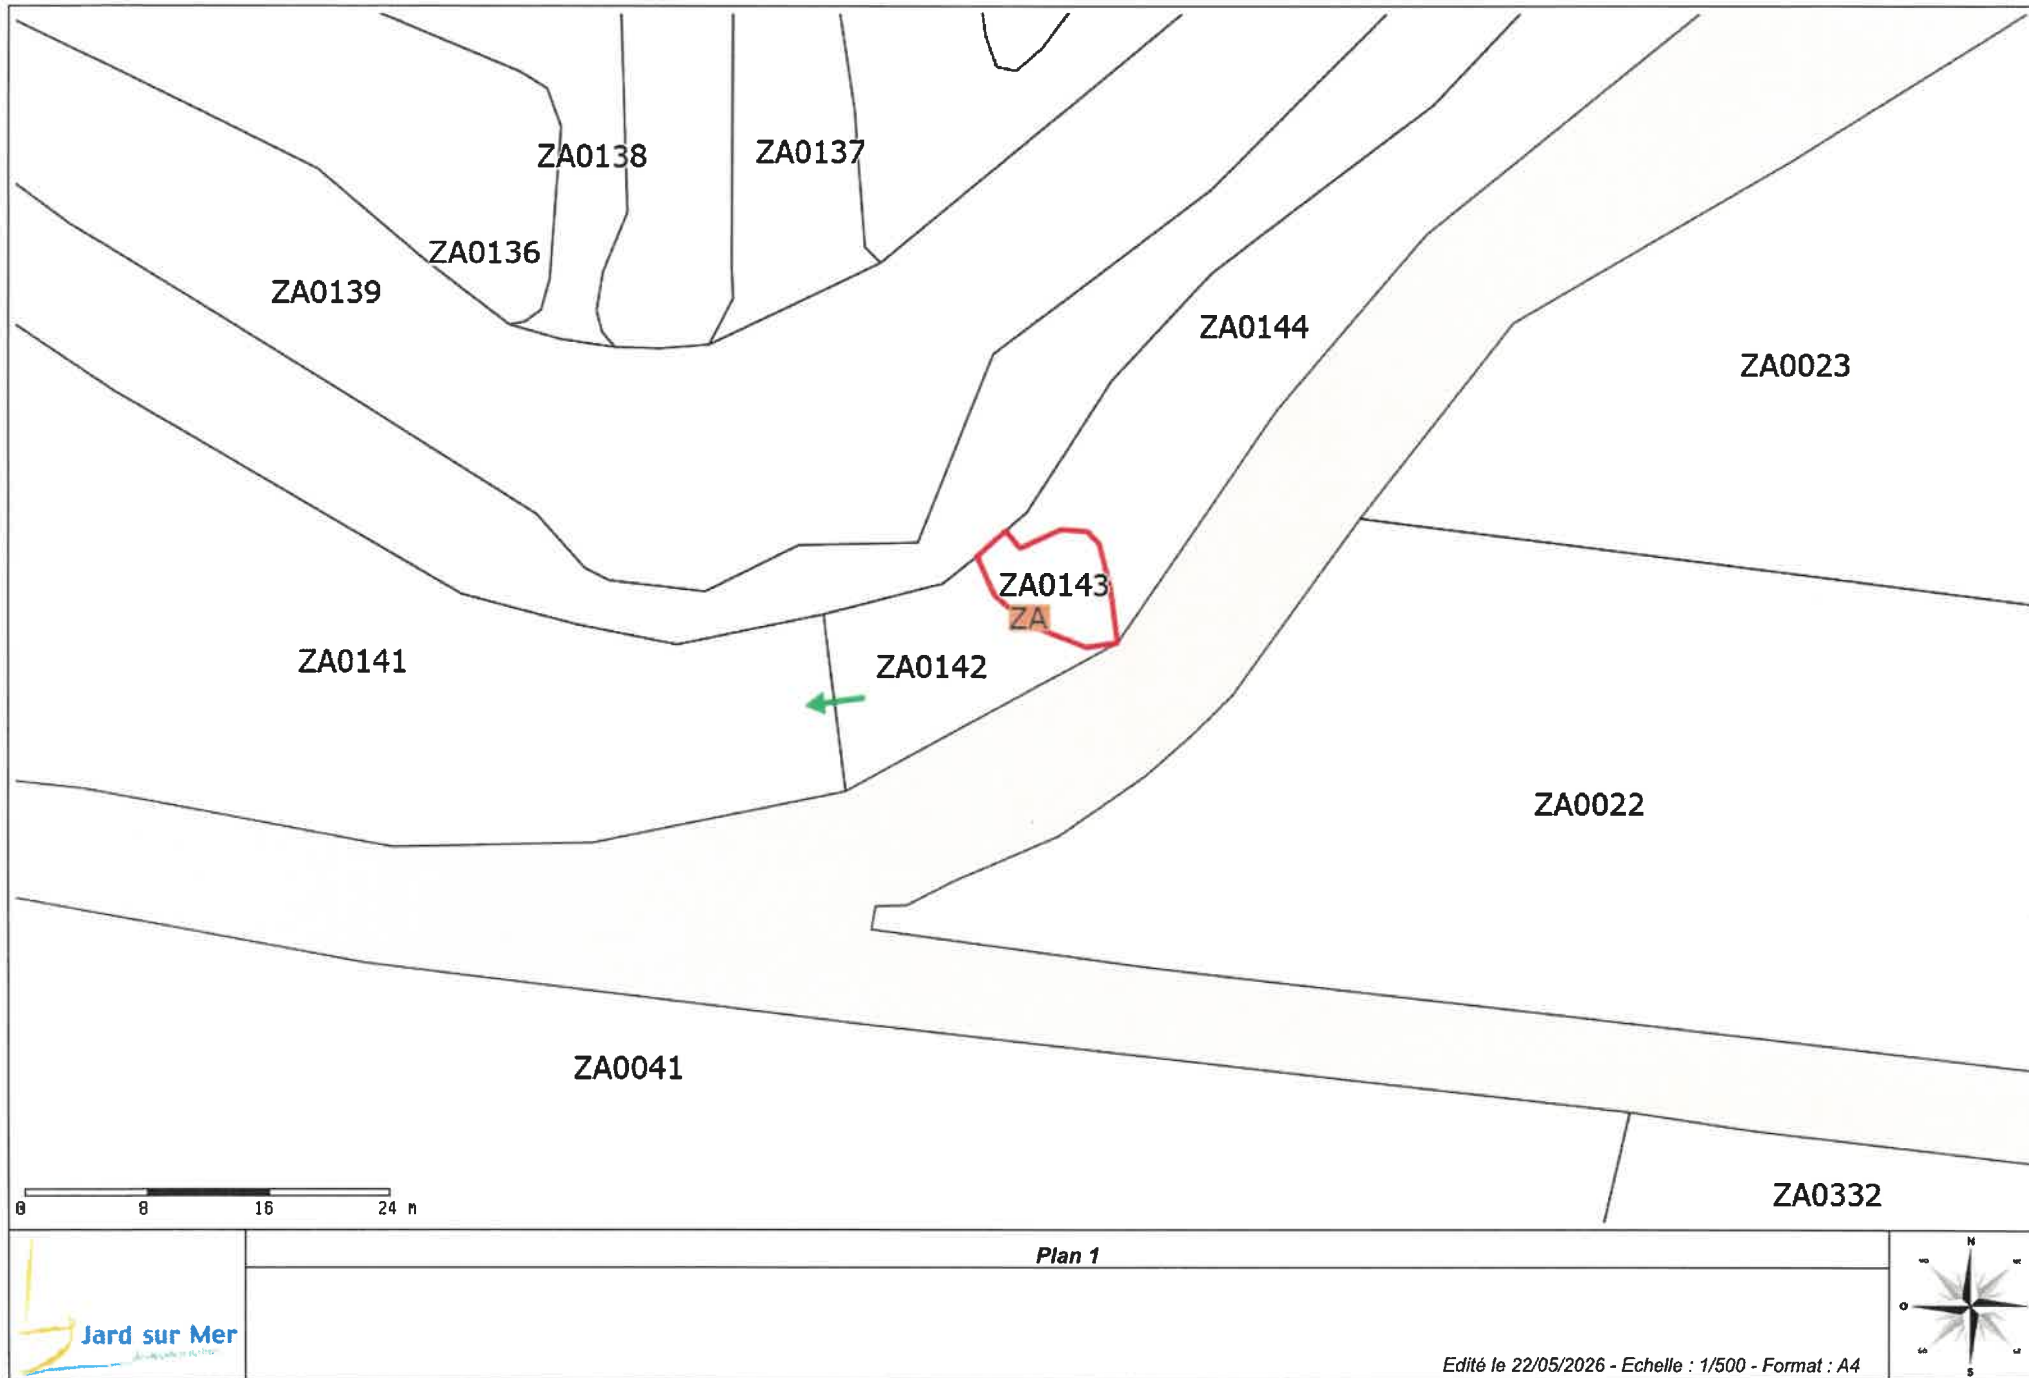 ZA0138
ZA0137
ZA0136
ZA0139
ZA0144
ZA0023
ZA0143
ZA
ZA0141
ZA0142
ZA0022
ZA0041
ZA0332
0 8 16 24 m
Plan 1
N
O
S
Jard sur Mer
Edité le 22/05/2026 - Echelle : 1/500 - Format : A4